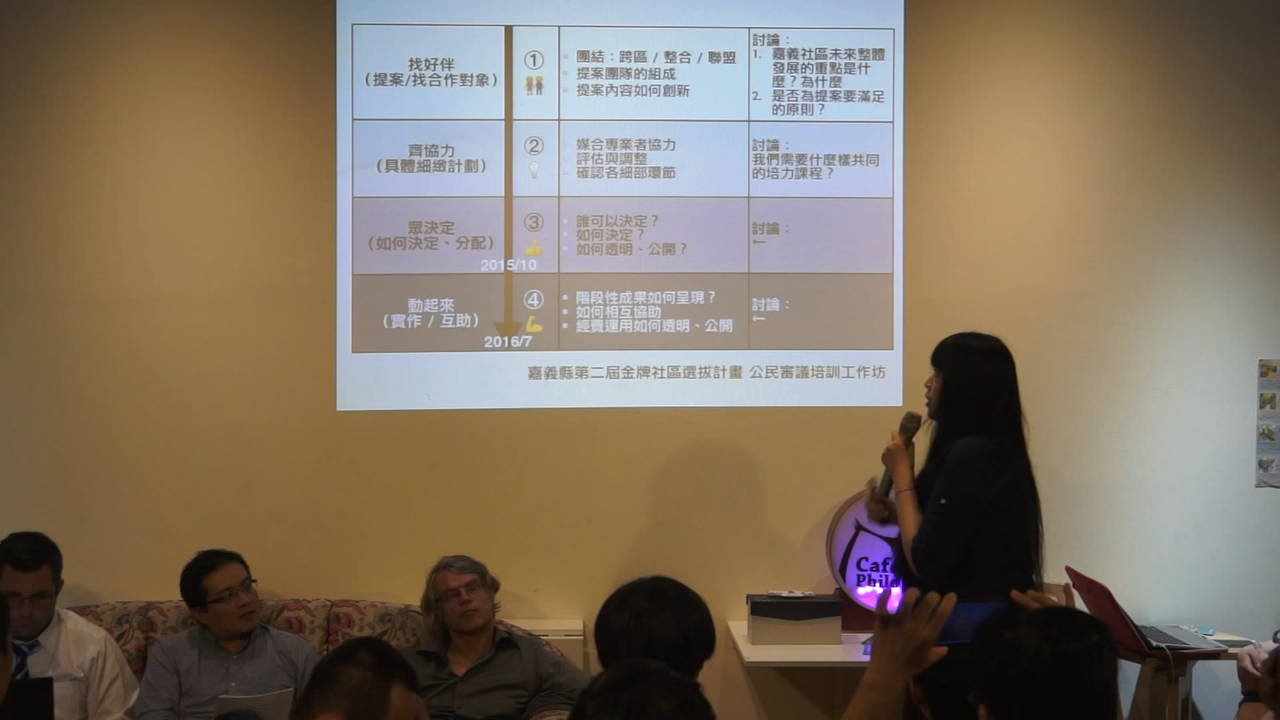 找好伴
（提案/找合作對象）
①
團結：跨區 / 整合 / 聯盟
提案團隊的組成
提案內容如何創新
討論：
1. 嘉義社區未來整體
發展的重點是什
麼？為什麼
2. 是否為提案要滿足
的原則？
齊協力
（具體細緻計劃）
②
媒合專業者協力
評估與調整
確認各細部環節
討論：
我們需要什麼樣共同
的培力課程？
眾決定
（如何決定、分配）
2015/10
③
誰可以決定？
如何決定？
如何透明、公開？
討論：
←
動起來
（實作 / 互助）
2016/7
④
• 階段性成果如何呈現？
• 如何相互協助
• 經費運用如何透明、公開
討論：
←
嘉義縣第二屆金牌社區選拔計畫 公民審議培訓工作坊
Café
Philo